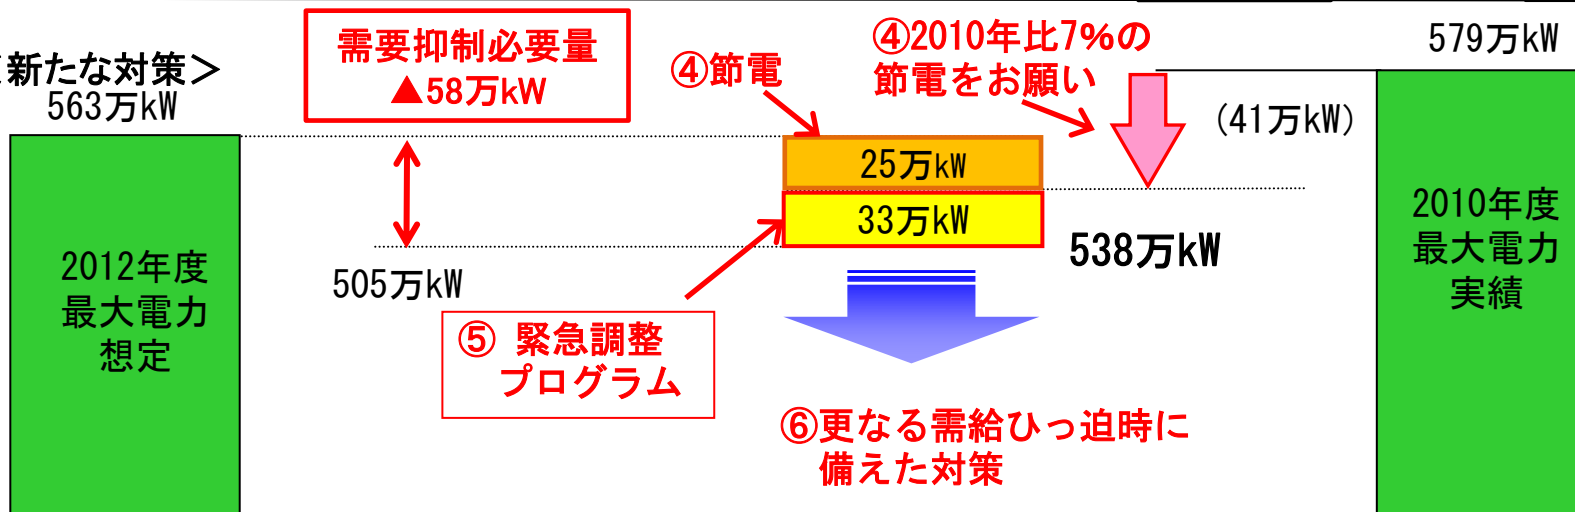 新たな対策＞
563万kW
需要抑制必要量
▲58万kW
④節電
④2010年比7％の
節電をお願い
579万kW
(41万kW)
25万kW
33万kW
538万kW
505万kW
2012年度
最大電力
想定
2010年度
最大電力
実績
⑤ 緊急調整
プログラム
⑥更なる需給ひっ迫時に
備えた対策